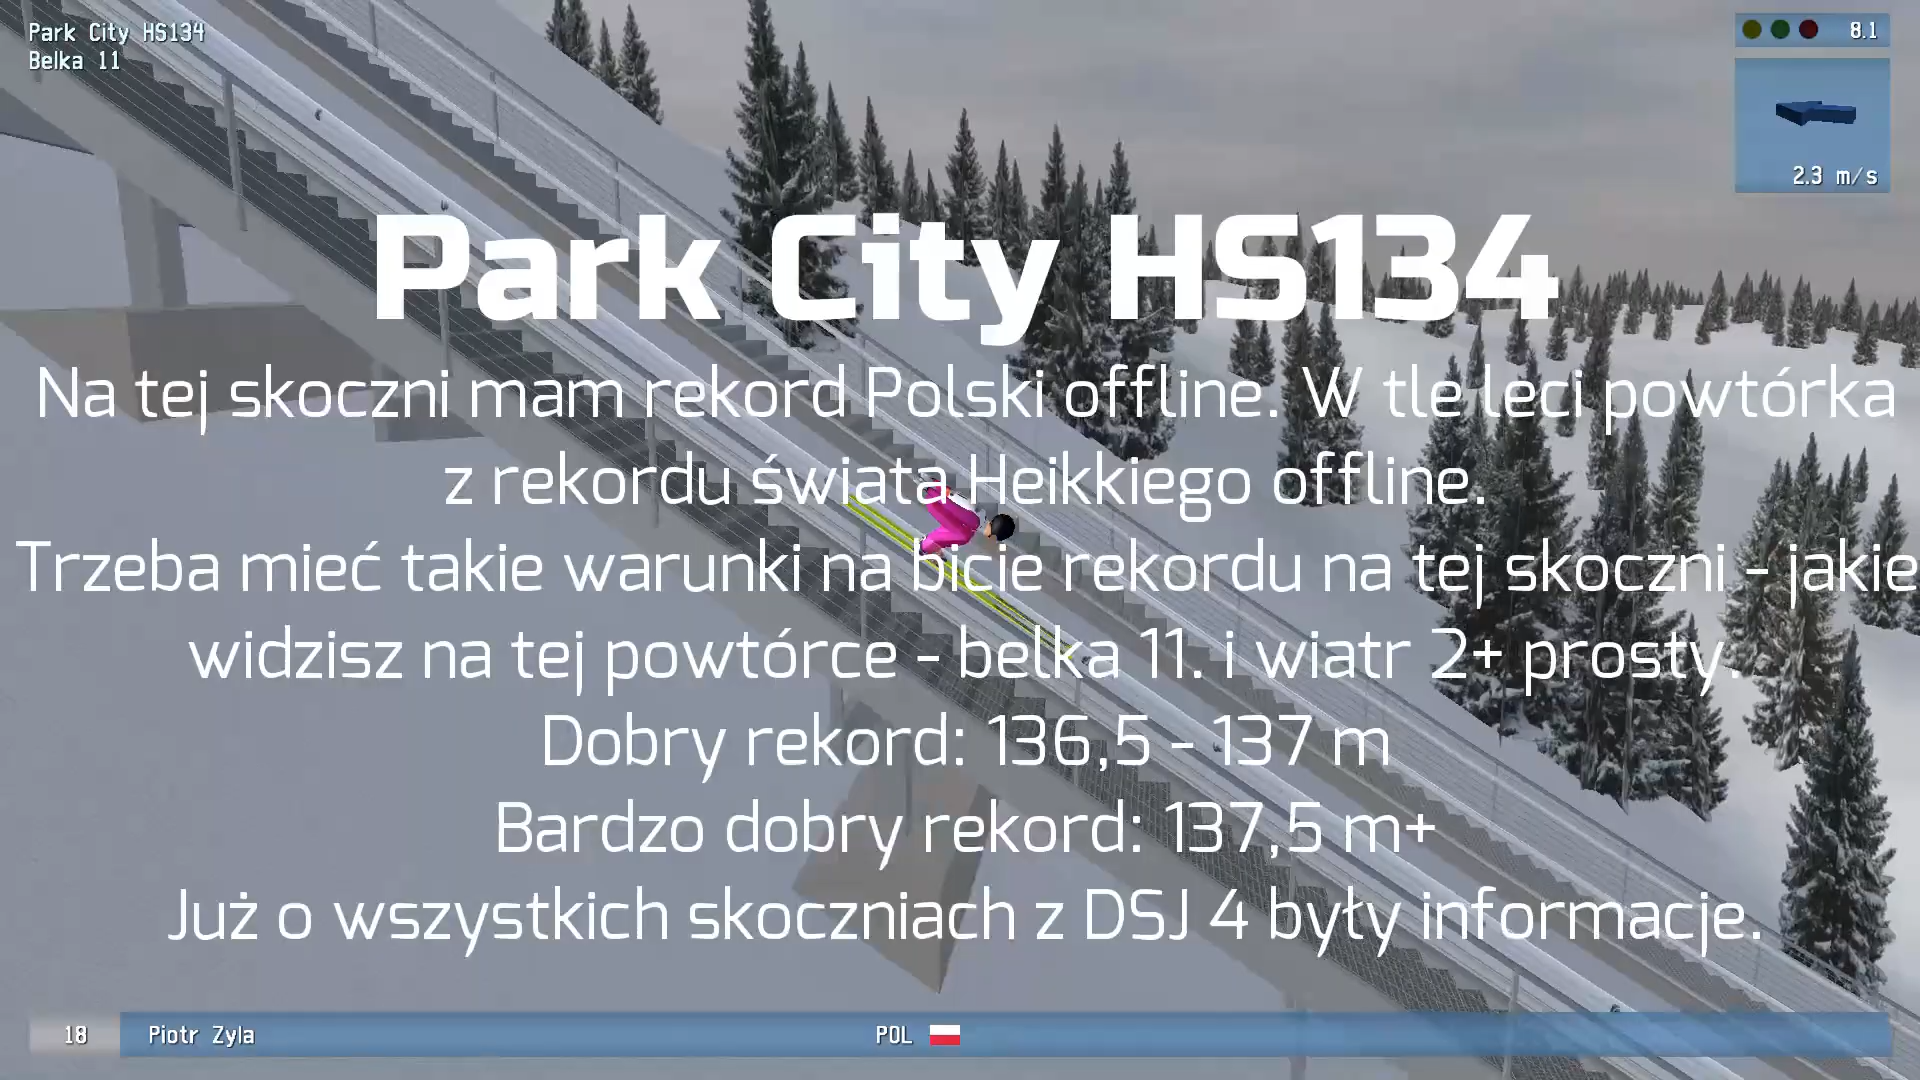 Park City HS134
Belka 11
8.1
2.3 m/s
Park City HS134
Na tej skoczni mam rekord Polski offline. W tle leci powtórka
z rekordu świata Heikkiego offline.
Trzeba mieć takie warunki na bicie rekordu na tej skoczni - jakie
widzisz na tej powtórce - belka 11. i wiatr 2+ prosty.
Dobry rekord: 136,5 - 137 m
Bardzo dobry rekord: 137,5 m+
Już o wszystkich skoczniach z DSJ 4 były informacje.
18 Piotr Zyla POL